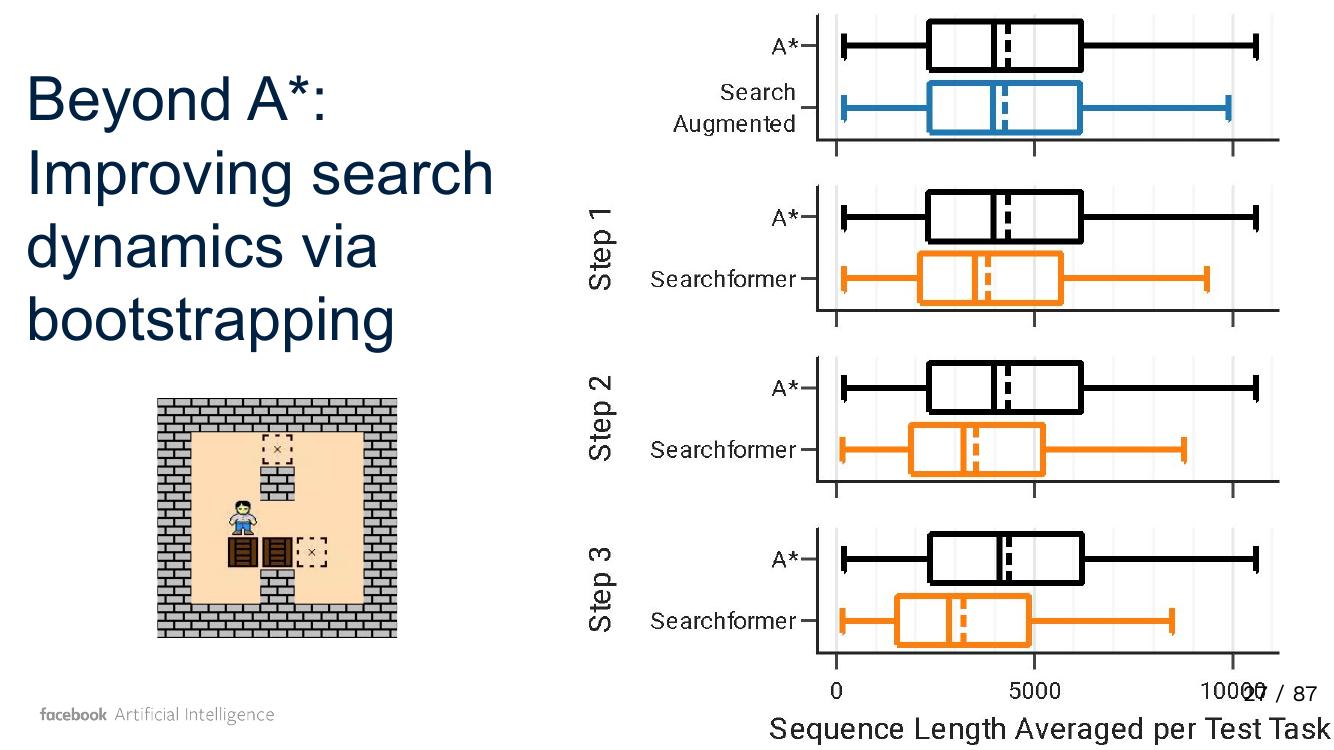 Beyond A*:
Improving search
dynamics via
bootstrapping
facebook Artificial Intelligence
A*
Search
Augmented
Step 1
A*
Searchformer
Step 2
A*
Searchformer
Step 3
A*
Searchformer
0 5000 10000
27 / 87
Sequence Length Averaged per Test Task